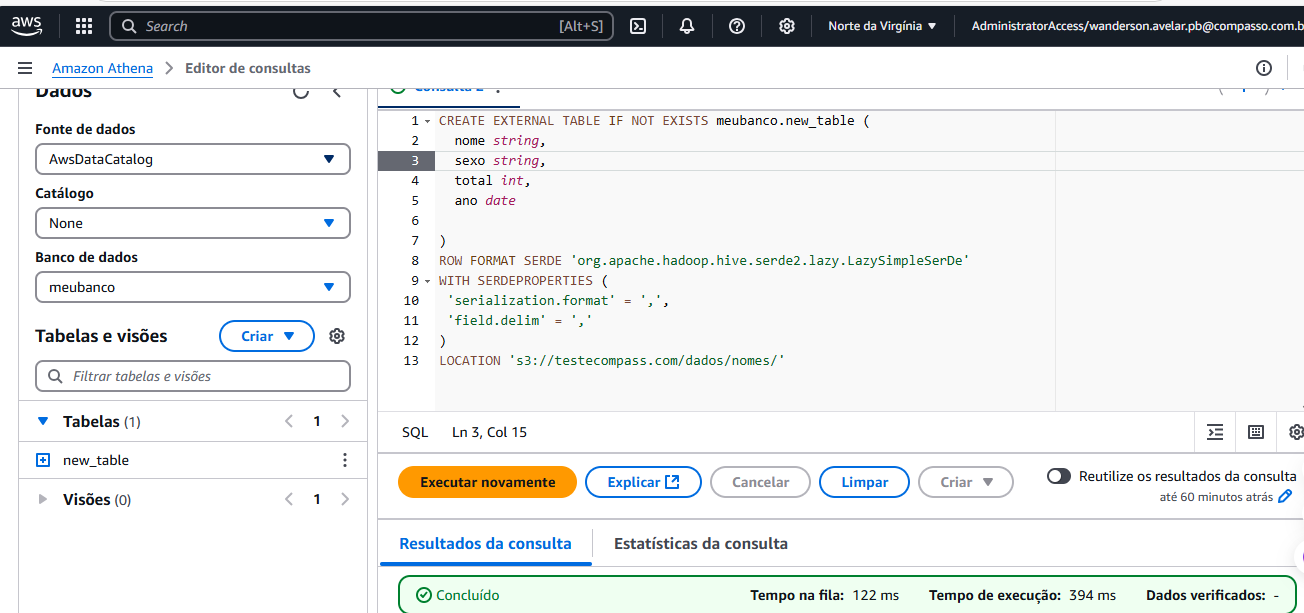 aws
Search
[Alt+S]
Norte da Virgínia
AdministratorAccess/wanderson.avelar.pb@compasso.com.b
Amazon Athena
Editor de consultas
Dados
Fonte de dados
AwsDataCatalog
Catálogo
None
Banco de dados
meubanco
Tabelas e visões
Criar
Filtrar tabelas e visões
Tabelas (1)
1
new_table
Visões (0)
1
Consulta 2
1 CREATE EXTERNAL TABLE IF NOT EXISTS meubanco.new_table (
2 nome string,
3 sexo string,
4 total int,
5 ano date
6
7 )
8 ROW FORMAT SERDE 'org.apache.hadoop.hive.serde2.lazy.LazySimpleSerDe'
9 WITH SERDEPROPERTIES (
10 'serialization.format' = ',',
11 'field.delim' = ','
12 )
13 LOCATION 's3://testecompass.com/dados/nomes/'
SQL
Ln 3, Col 15
Executar novamente
Explicar
Cancelar
Limpar
Criar
Reutilize os resultados da consulta
até 60 minutos atrás
Resultados da consulta
Estatísticas da consulta
Concluído
Tempo na fila: 122 ms
Tempo de execução: 394 ms
Dados verificados: -